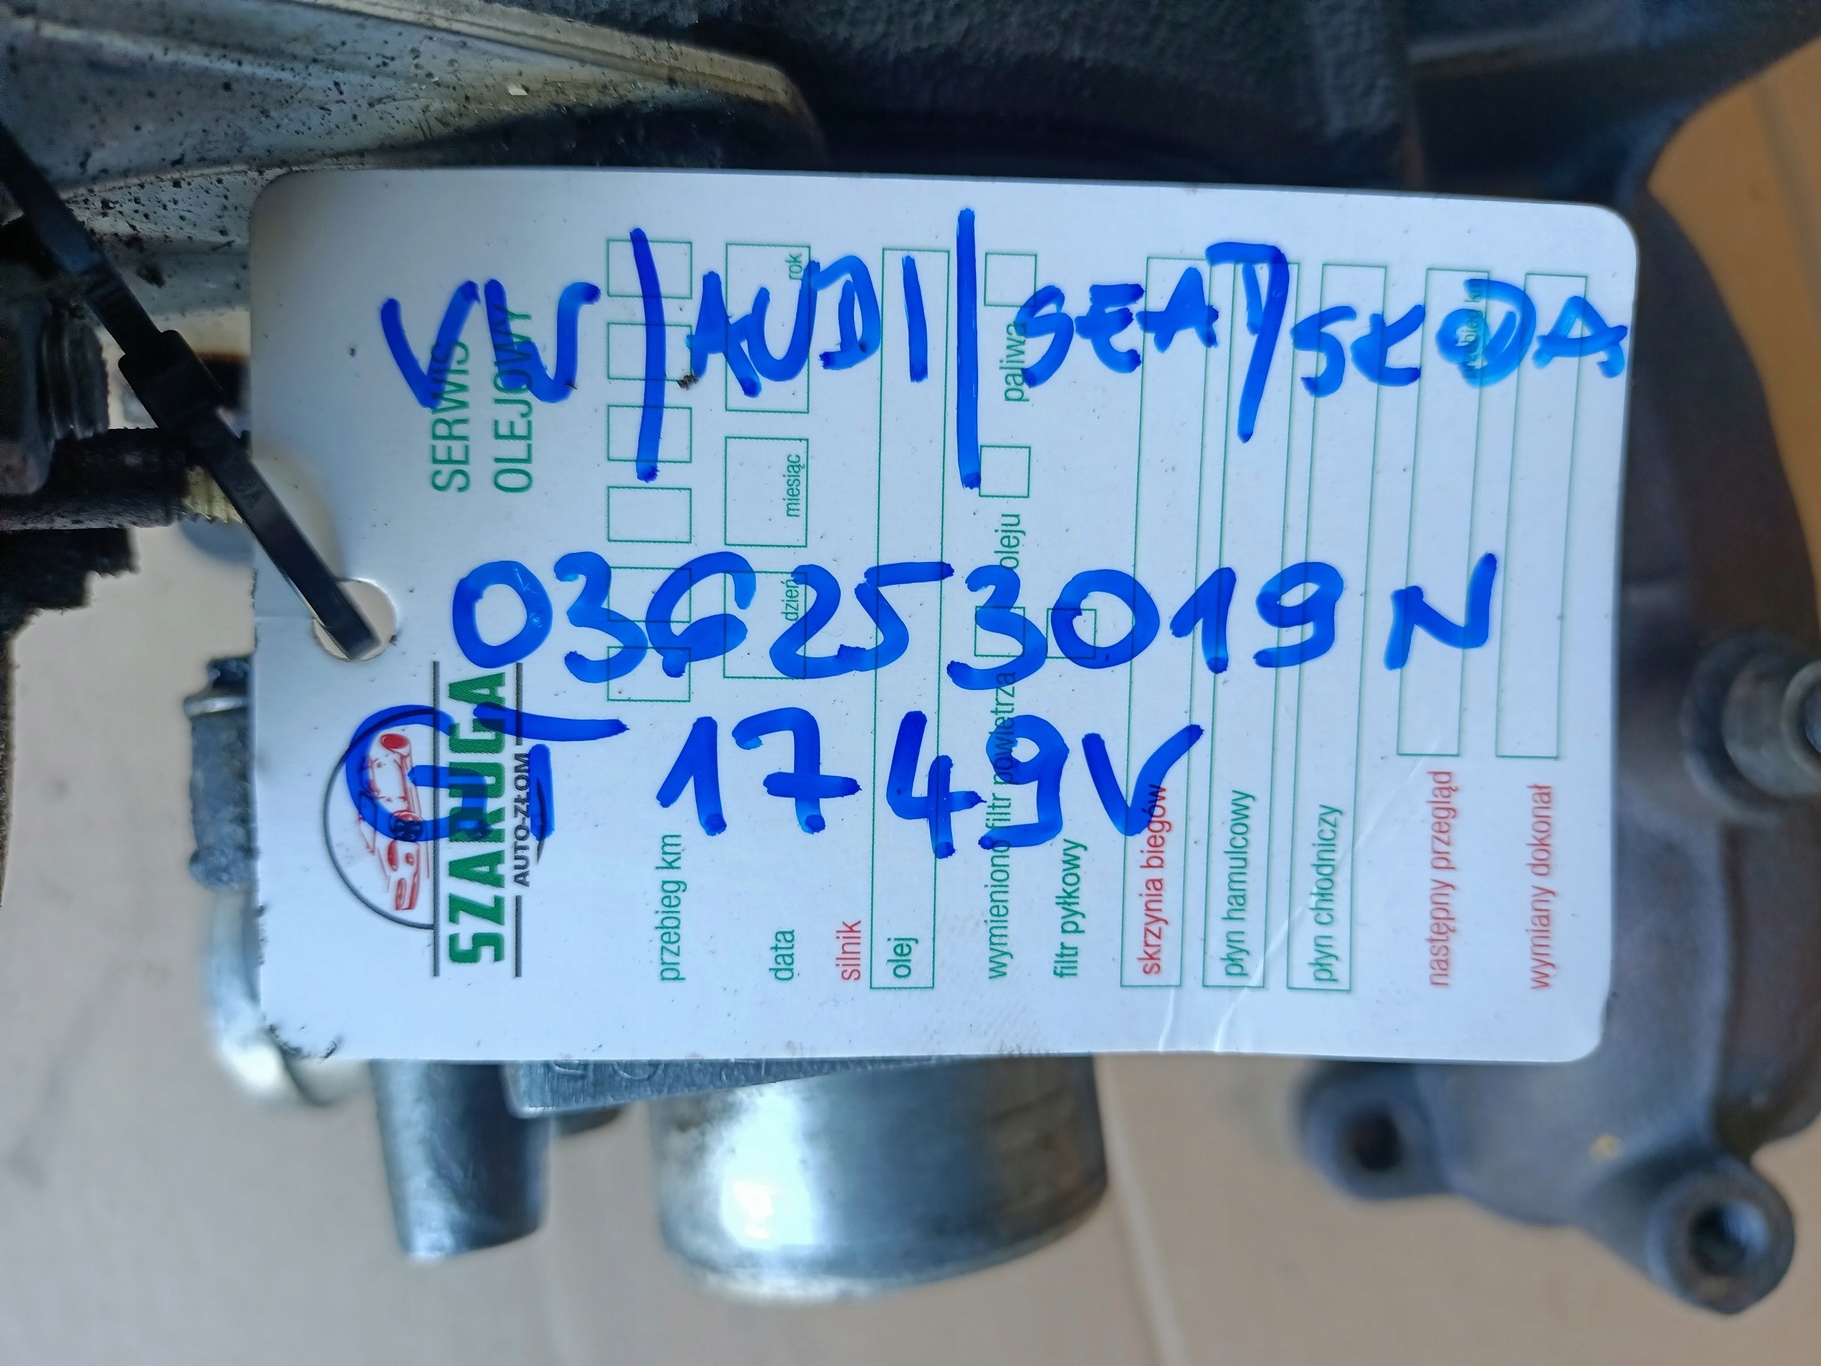 VW/AUDI/SEAT/SKODA
03G253019N
GT 1749V
SERWIS
OLEJOWY
SZARUGA
AUTO-ZŁOM
przebieg km
data
dzień
miesiąc
rok
silnik
olej
wymieniono filtr powietrza oleju paliwa
filtr pyłkowy
skrzynia biegów
płyn hamulcowy
płyn chłodniczy
następny przegląd
wymiany dokonał